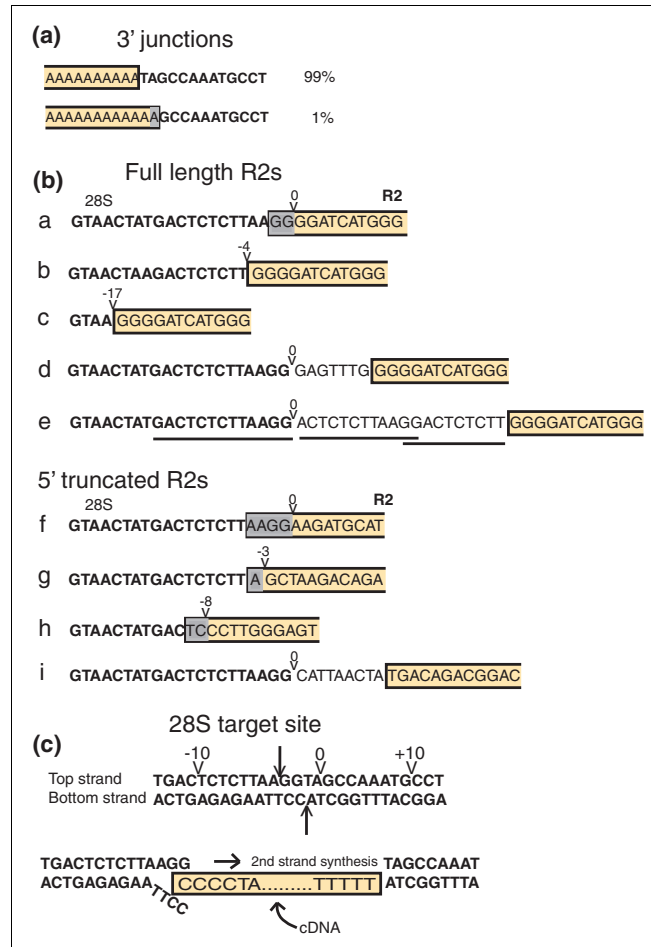 (a) 3' junctions
AAAAAAAAAATAGCCAAATGCCT 99%
AAAAAAAAAAAAGCCAAATGCCT 1%
(b) Full length R2s
28S 0 R2
a GTAACTATGACTCTCTTAAGGGGATCATGGG
-4
b GTAACTAAGACTCTCTTGGGGATCATGGG
-17
c GTAAGGGGATCATGGG
0
d GTAACTATGACTCTCTTAAGGGAGTTTGGGGGATCATGGG
0
e GTAACTATGACTCTCTTAAGGACTCTCTTAAGGACTCTCTTGGGGATCATGGG
5' truncated R2s
28S 0 R2
f GTAACTATGACTCTCTTAAGGAAGATGCAT
-3
g GTAACTATGACTCTCTTAGCTAAGACAGA
-8
h GTAACTATGACTCCCTTGGGAGT
0
i GTAACTATGACTCTCTTAAGGCATTAACTATGACAGACGGAC
(c) 28S target site
-10 0 +10
Top strand TGACTCTCTTAAGGTAGCCAAATGCCT
Bottom strand ACTGAGAGAATTCCATCGGTTTACGGA
TGACTCTCTTAAGG 2nd strand synthesis TAGCCAAAT
ACTGAGAGAATTCC CCCCTA.........TTTTT ATCGGTTTA
cDNA